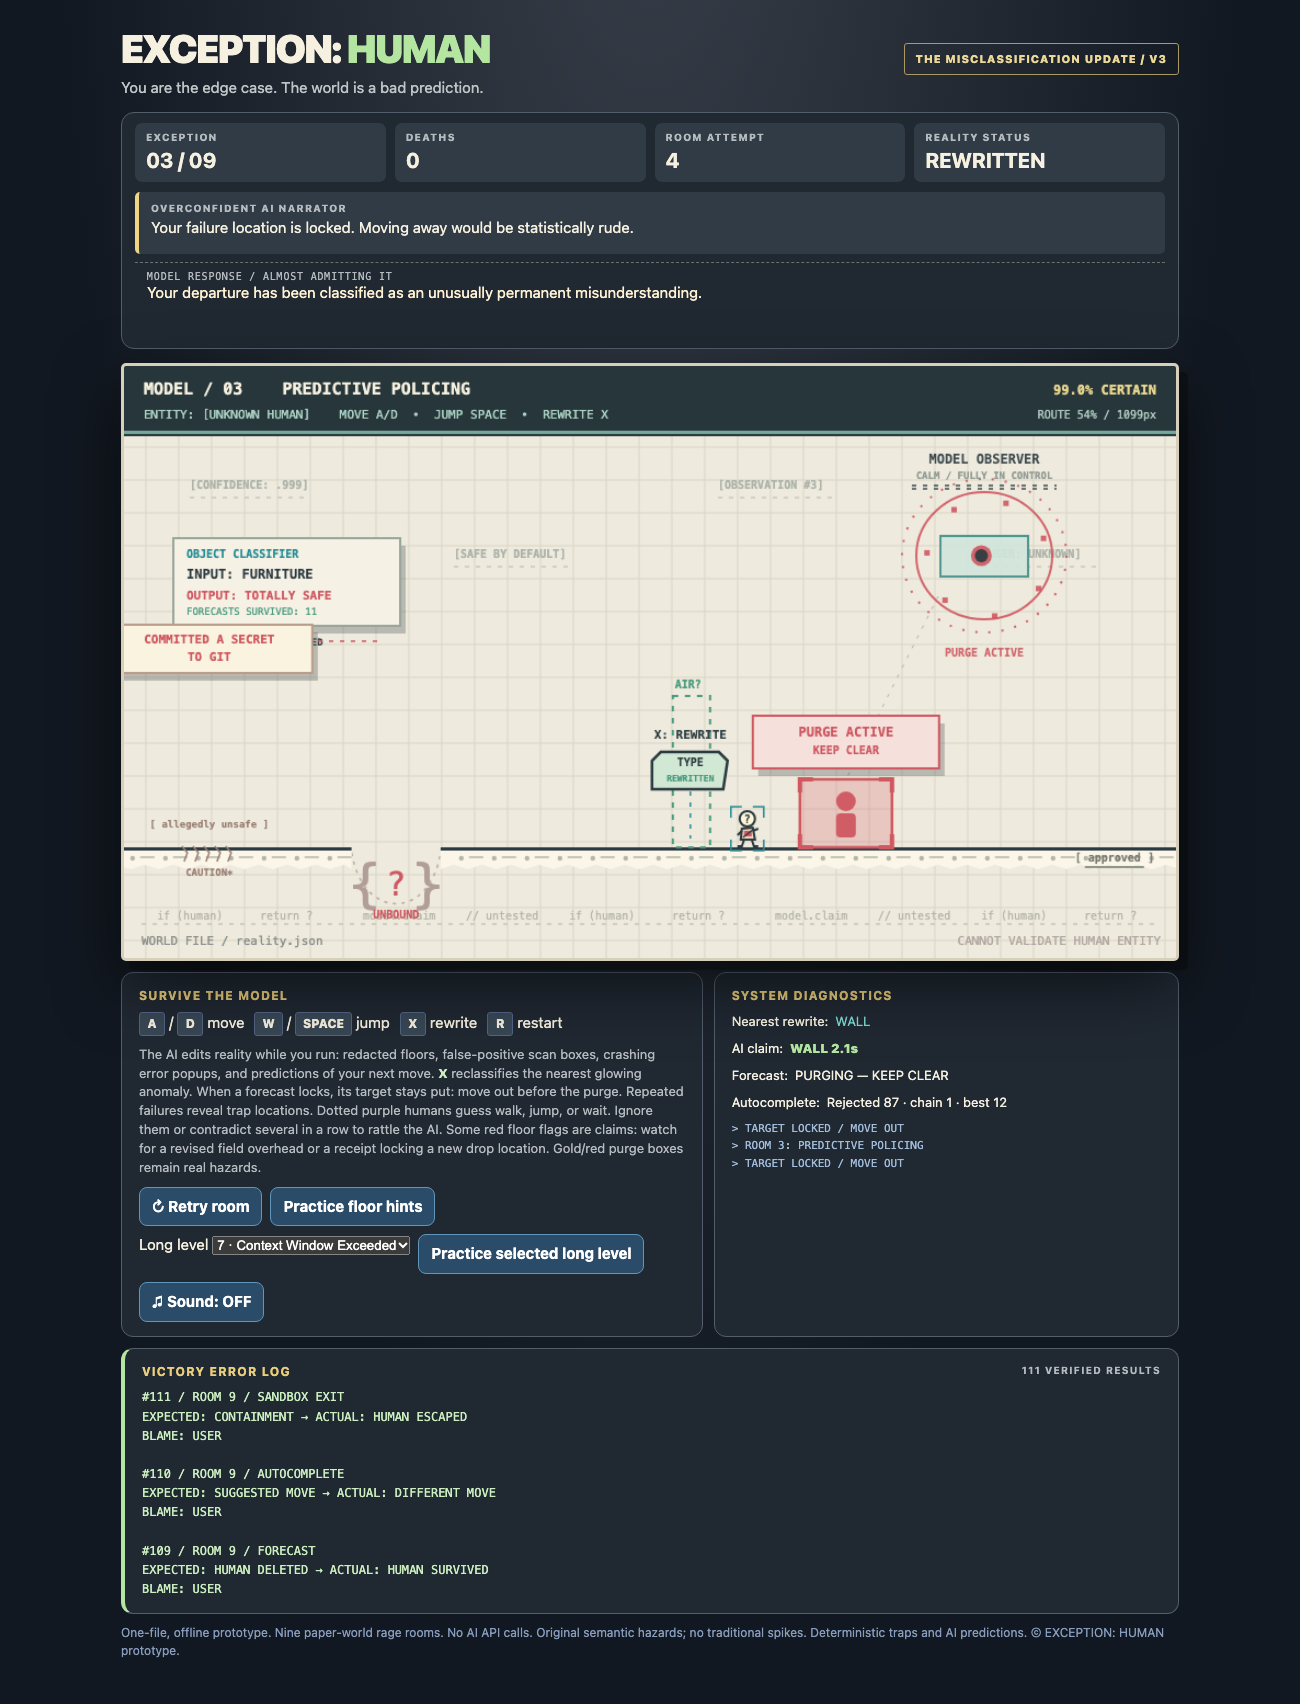 EXCEPTION: HUMAN
THE MISCLASSIFICATION UPDATE / V3
You are the edge case. The world is a bad prediction.
EXCEPTION
03 / 09
DEATHS
0
ROOM ATTEMPT
4
REALITY STATUS
REWRITTEN
OVERCONFIDENT AI NARRATOR
Your failure location is locked. Moving away would be statistically rude.
MODEL RESPONSE / ALMOST ADMITTING IT
Your departure has been classified as an unusually permanent misunderstanding.
MODEL / 03 PREDICTIVE POLICING
99.0% CERTAIN
ENTITY: [UNKNOWN HUMAN] MOVE A/D • JUMP SPACE • REWRITE X
ROUTE 54% / 1099px
MODEL OBSERVER
CALM / FULLY IN CONTROL
[CONFIDENCE: .999]
[OBSERVATION #3]
OBJECT CLASSIFIER
INPUT: FURNITURE
OUTPUT: TOTALLY SAFE
FORECASTS SURVIVED: 11
[SAFE BY DEFAULT]
UNKNOWN]
COMMITTED A SECRET
TO GIT
ED
PURGE ACTIVE
AIR?
X: REWRITE
TYPE
REWRITTEN
PURGE ACTIVE
KEEP CLEAR
?
[ allegedly unsafe ]
CAUTION*
{ ? }
UNBOUND
[ approved ]
if (human) return ? model.claim // untested if (human) return ? model.claim // untested if (human) return ?
WORLD FILE / reality.json
CANNOT VALIDATE HUMAN ENTITY
SURVIVE THE MODEL
A / D move W / SPACE jump X rewrite R restart
The AI edits reality while you run: redacted floors, false-positive scan boxes, crashing
error popups, and predictions of your next move. X reclassifies the nearest glowing
anomaly. When a forecast locks, its target stays put: move out before the purge. Repeated
failures reveal trap locations. Dotted purple humans guess walk, jump, or wait. Ignore
them or contradict several in a row to rattle the AI. Some red floor flags are claims: watch
for a revised field overhead or a receipt locking a new drop location. Gold/red purge boxes
remain real hazards.
↻ Retry room
Practice floor hints
Long level 7 · Context Window Exceeded
Practice selected long level
♫ Sound: OFF
SYSTEM DIAGNOSTICS
Nearest rewrite: WALL
AI claim: WALL 2.1s
Forecast: PURGING — KEEP CLEAR
Autocomplete: Rejected 87 · chain 1 · best 12
> TARGET LOCKED / MOVE OUT
> ROOM 3: PREDICTIVE POLICING
> TARGET LOCKED / MOVE OUT
VICTORY ERROR LOG
111 VERIFIED RESULTS
#111 / ROOM 9 / SANDBOX EXIT
EXPECTED: CONTAINMENT → ACTUAL: HUMAN ESCAPED
BLAME: USER
#110 / ROOM 9 / AUTOCOMPLETE
EXPECTED: SUGGESTED MOVE → ACTUAL: DIFFERENT MOVE
BLAME: USER
#109 / ROOM 9 / FORECAST
EXPECTED: HUMAN DELETED → ACTUAL: HUMAN SURVIVED
BLAME: USER
One-file, offline prototype. Nine paper-world rage rooms. No AI API calls. Original semantic hazards; no traditional spikes. Deterministic traps and AI predictions. © EXCEPTION: HUMAN
prototype.